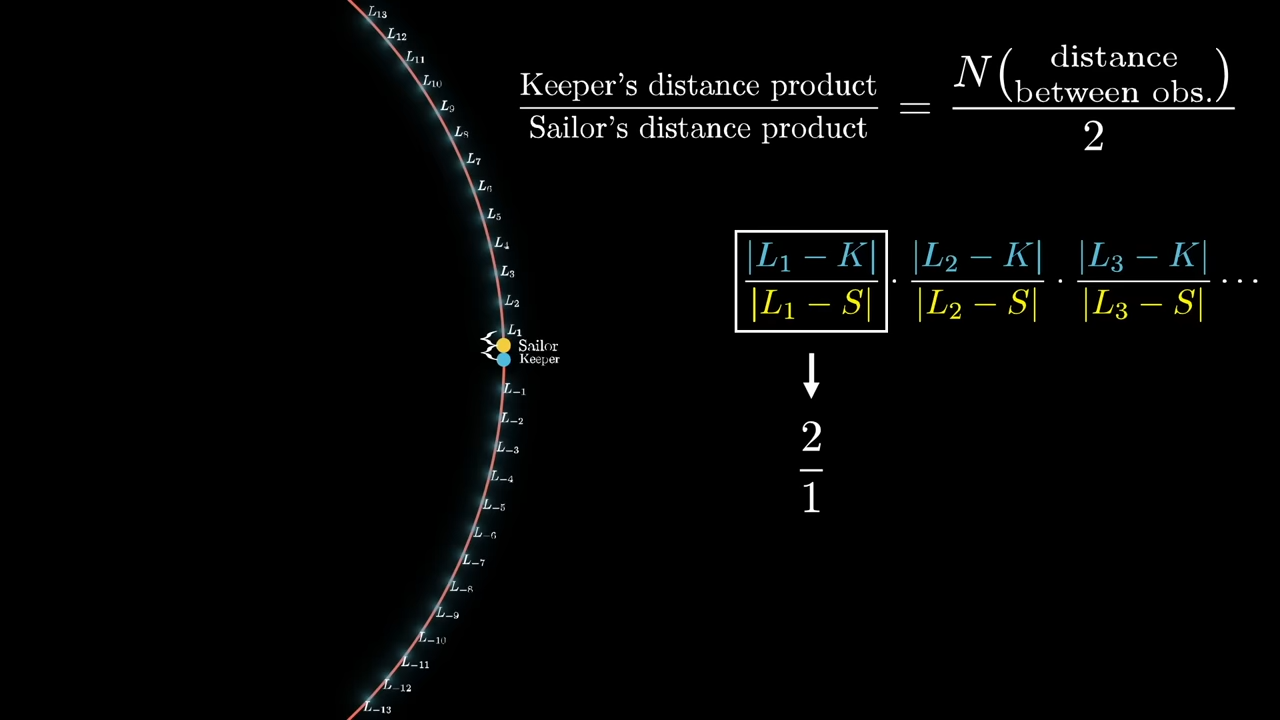 L₁₃
L₁₂
L₁₁
L₁₀
L₉
L₈
L₇
L₆
L₅
L₄
L₃
L₂
L₁
Sailor
Keeper
L₋₁
L₋₂
L₋₃
L₋₄
L₋₅
L₋₆
L₋₇
L₋₈
L₋₉
L₋₁₀
L₋₁₁
L₋₁₂
L₋₁₃
Keeper's distance product
Sailor's distance product
=
N(distance
between obs.)
2
|L₁ − K| |L₂ − K| |L₃ − K|
· · ···
|L₁ − S| |L₂ − S| |L₃ − S|
2
1